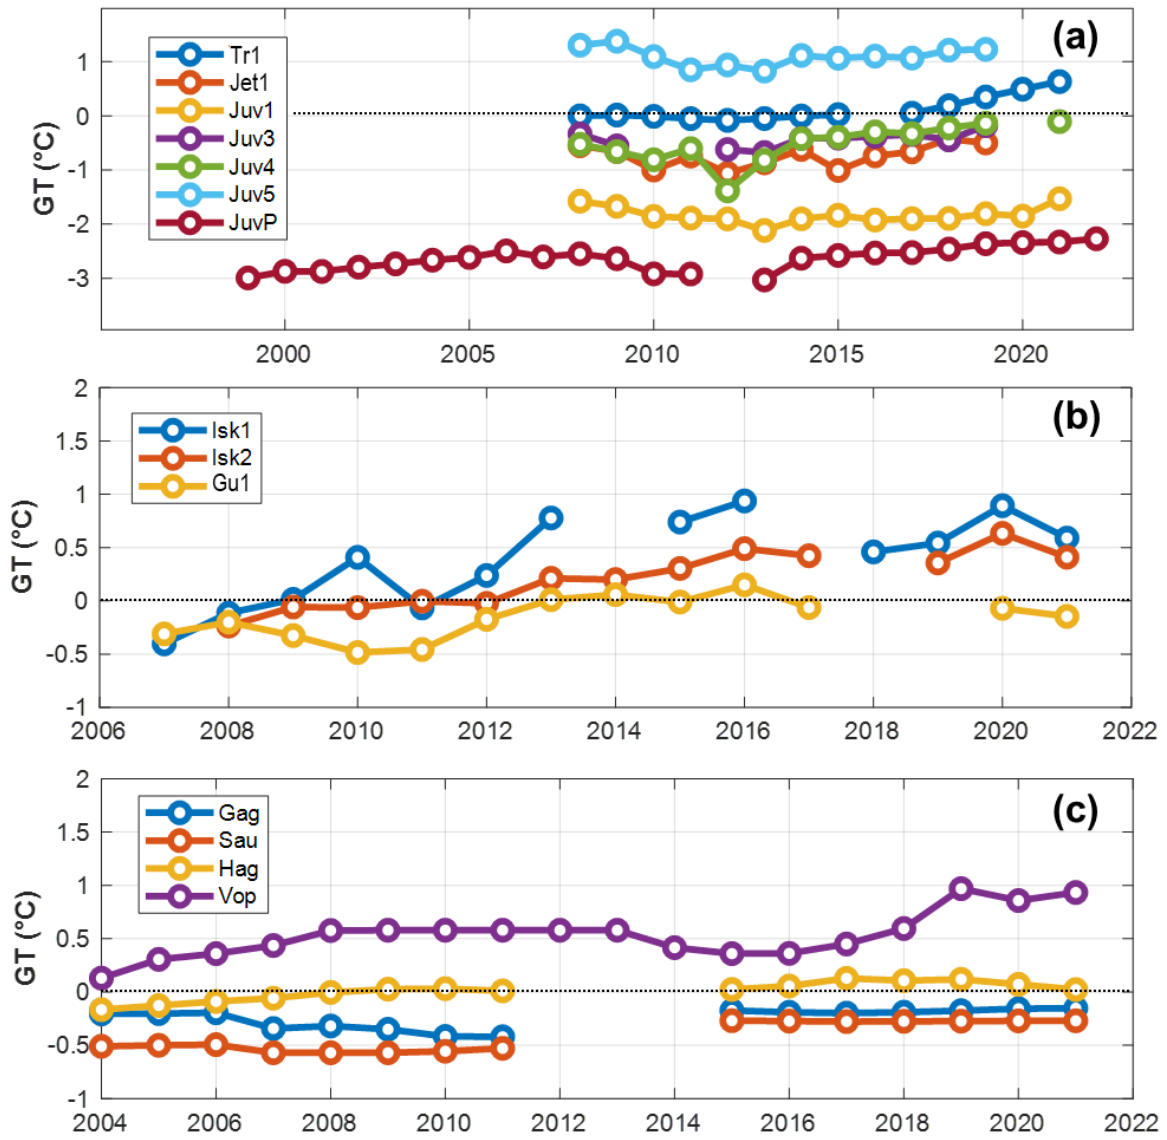 (a)
Tr1
Jet1
Juv1
Juv3
Juv4
Juv5
JuvP
1
0
-1
-2
-3
GT (°C)
2000 2005 2010 2015 2020
(b)
Isk1
Isk2
Gu1
2
1.5
1
0.5
0
-0.5
-1
GT (°C)
2006 2008 2010 2012 2014 2016 2018 2020 2022
(c)
Gag
Sau
Hag
Vop
2
1.5
1
0.5
0
-0.5
-1
GT (°C)
2004 2006 2008 2010 2012 2014 2016 2018 2020 2022